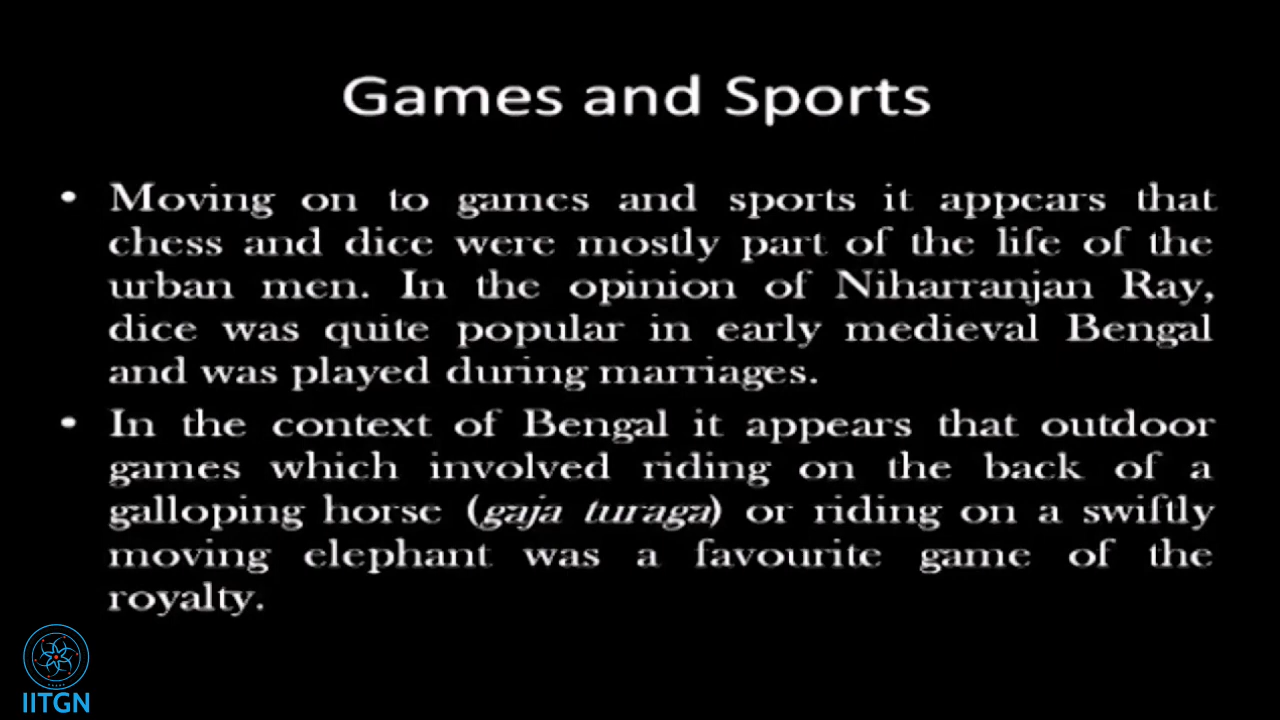 Games and Sports
• Moving on to games and sports it appears that
chess and dice were mostly part of the life of the
urban men. In the opinion of Niharranjan Ray,
dice was quite popular in early medieval Bengal
and was played during marriages.
• In the context of Bengal it appears that outdoor
games which involved riding on the back of a
galloping horse (gaja turaga) or riding on a swiftly
moving elephant was a favourite game of the
royalty.
IITGN